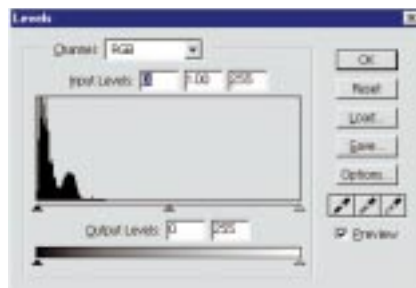 Levels
Channel: RGB
OK
Input Levels: 0 1.00 255
Reset
Load...
Save...
Options...
Output Levels: 0 255
Preview